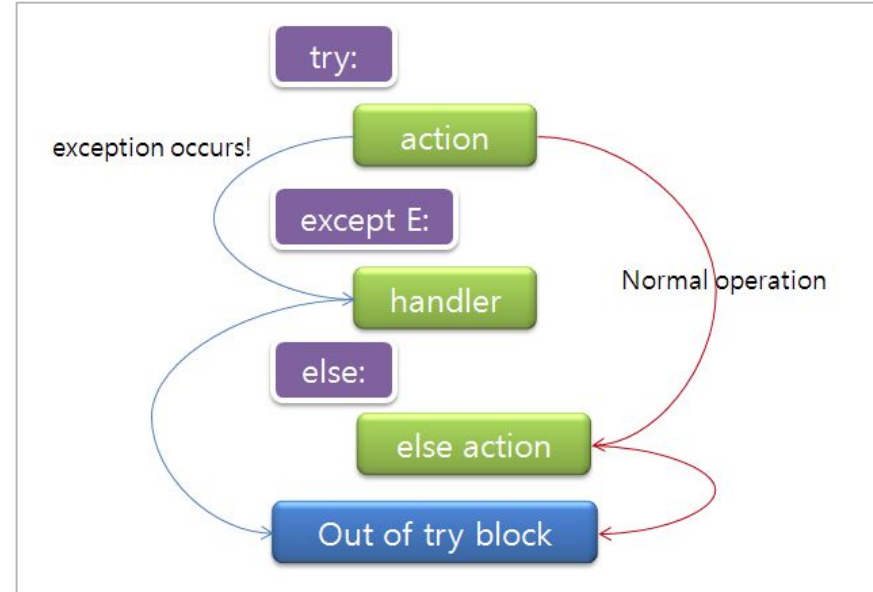 try:
action
exception occurs!
except E:
Normal operation
handler
else:
else action
Out of try block